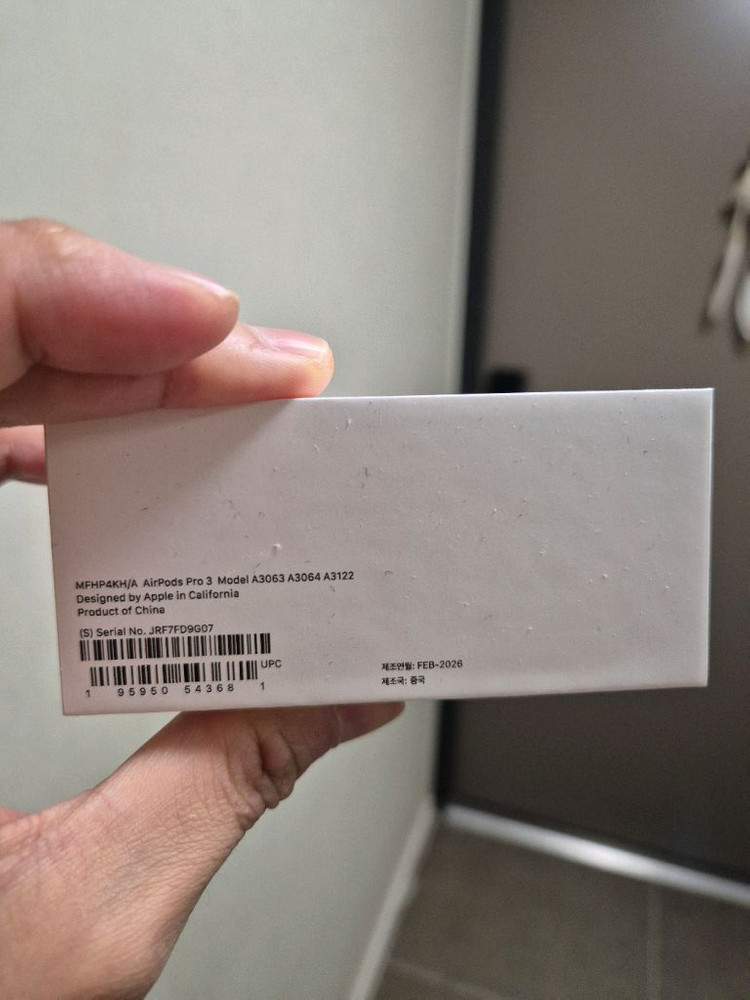 MFHP4KH/A AirPods Pro 3 Model A3063 A3064 A3122
Designed by Apple in California
Product of China
(S) Serial No. JRF7FD9G07
UPC
1 95950 54368 1
제조연월: FEB-2026
제조국: 중국